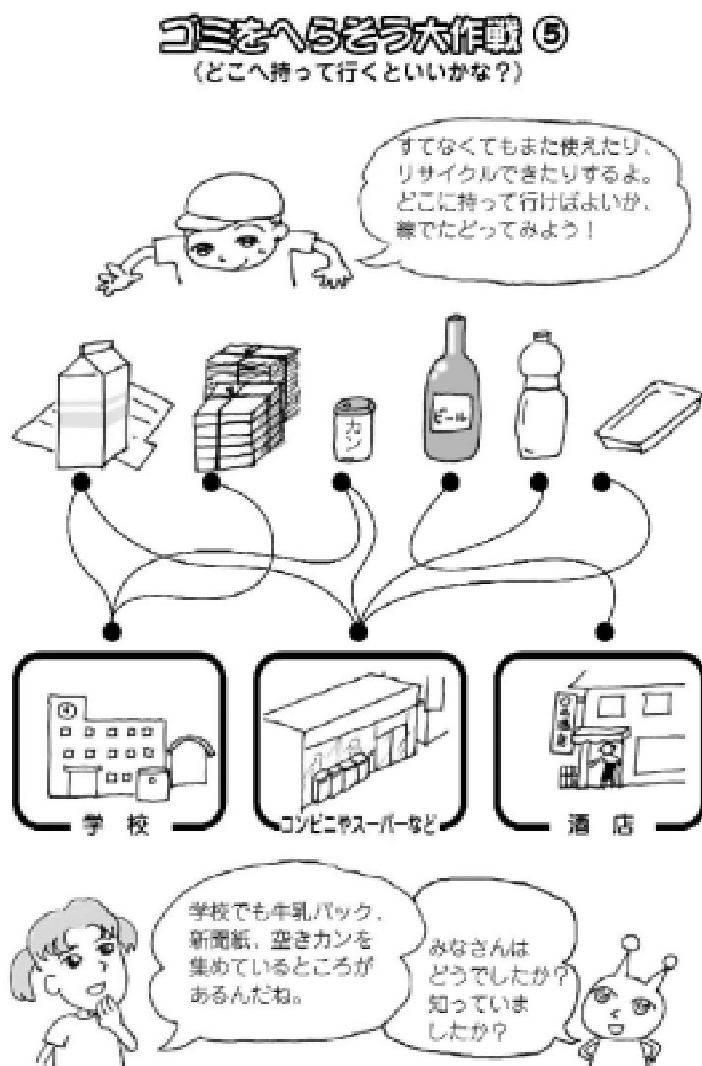 ゴミをへらそう大作戦 ⑤
(どこへ持って行くといいかな？)
すてなくてもまた使えたり、
リサイクルできたりするよ。
どこに持って行けばよいか、
線でたどってみよう！
カン
ビール
学 校
コンビニやスーパーなど
酒 店
学校でも牛乳パック、
新聞紙、空きカンを
集めているところが
あるんだね。
みなさんは
どうでしたか？
知っていま
したか？